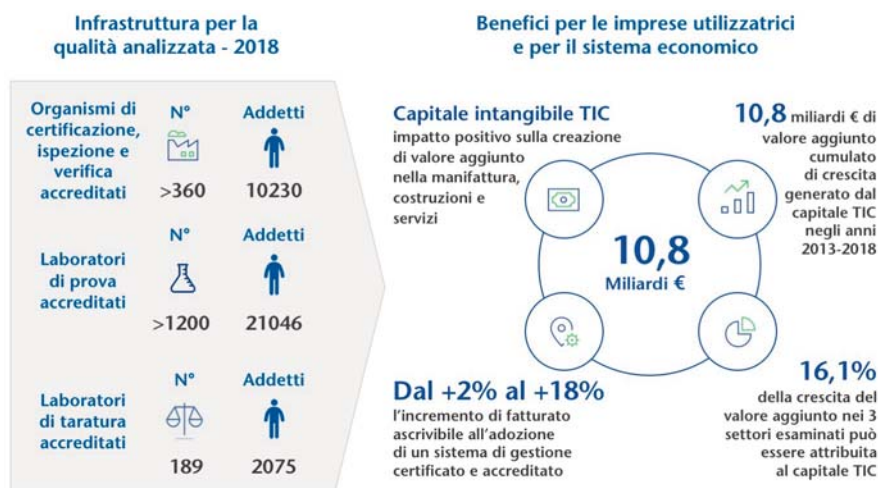 Infrastruttura per la
qualità analizzata - 2018
Organismi di
certificazione,
ispezione e
verifica
accreditati
N°
>360
Addetti
10230
Laboratori
di prova
accreditati
N°
>1200
Addetti
21046
Laboratori
di taratura
accreditati
N°
189
Addetti
2075
Benefici per le imprese utilizzatrici
e per il sistema economico
Capitale intangibile TIC
impatto positivo sulla creazione
di valore aggiunto
nella manifattura,
costruzioni e
servizi
10,8 miliardi € di
valore aggiunto
cumulato
di crescita
generato dal
capitale TIC
negli anni
2013-2018
10,8
Miliardi €
Dal +2% al +18%
l'incremento di fatturato
ascrivibile all'adozione
di un sistema di gestione
certificato e accreditato
16,1%
della crescita del
valore aggiunto nei 3
settori esaminati può
essere attribuita
al capitale TIC